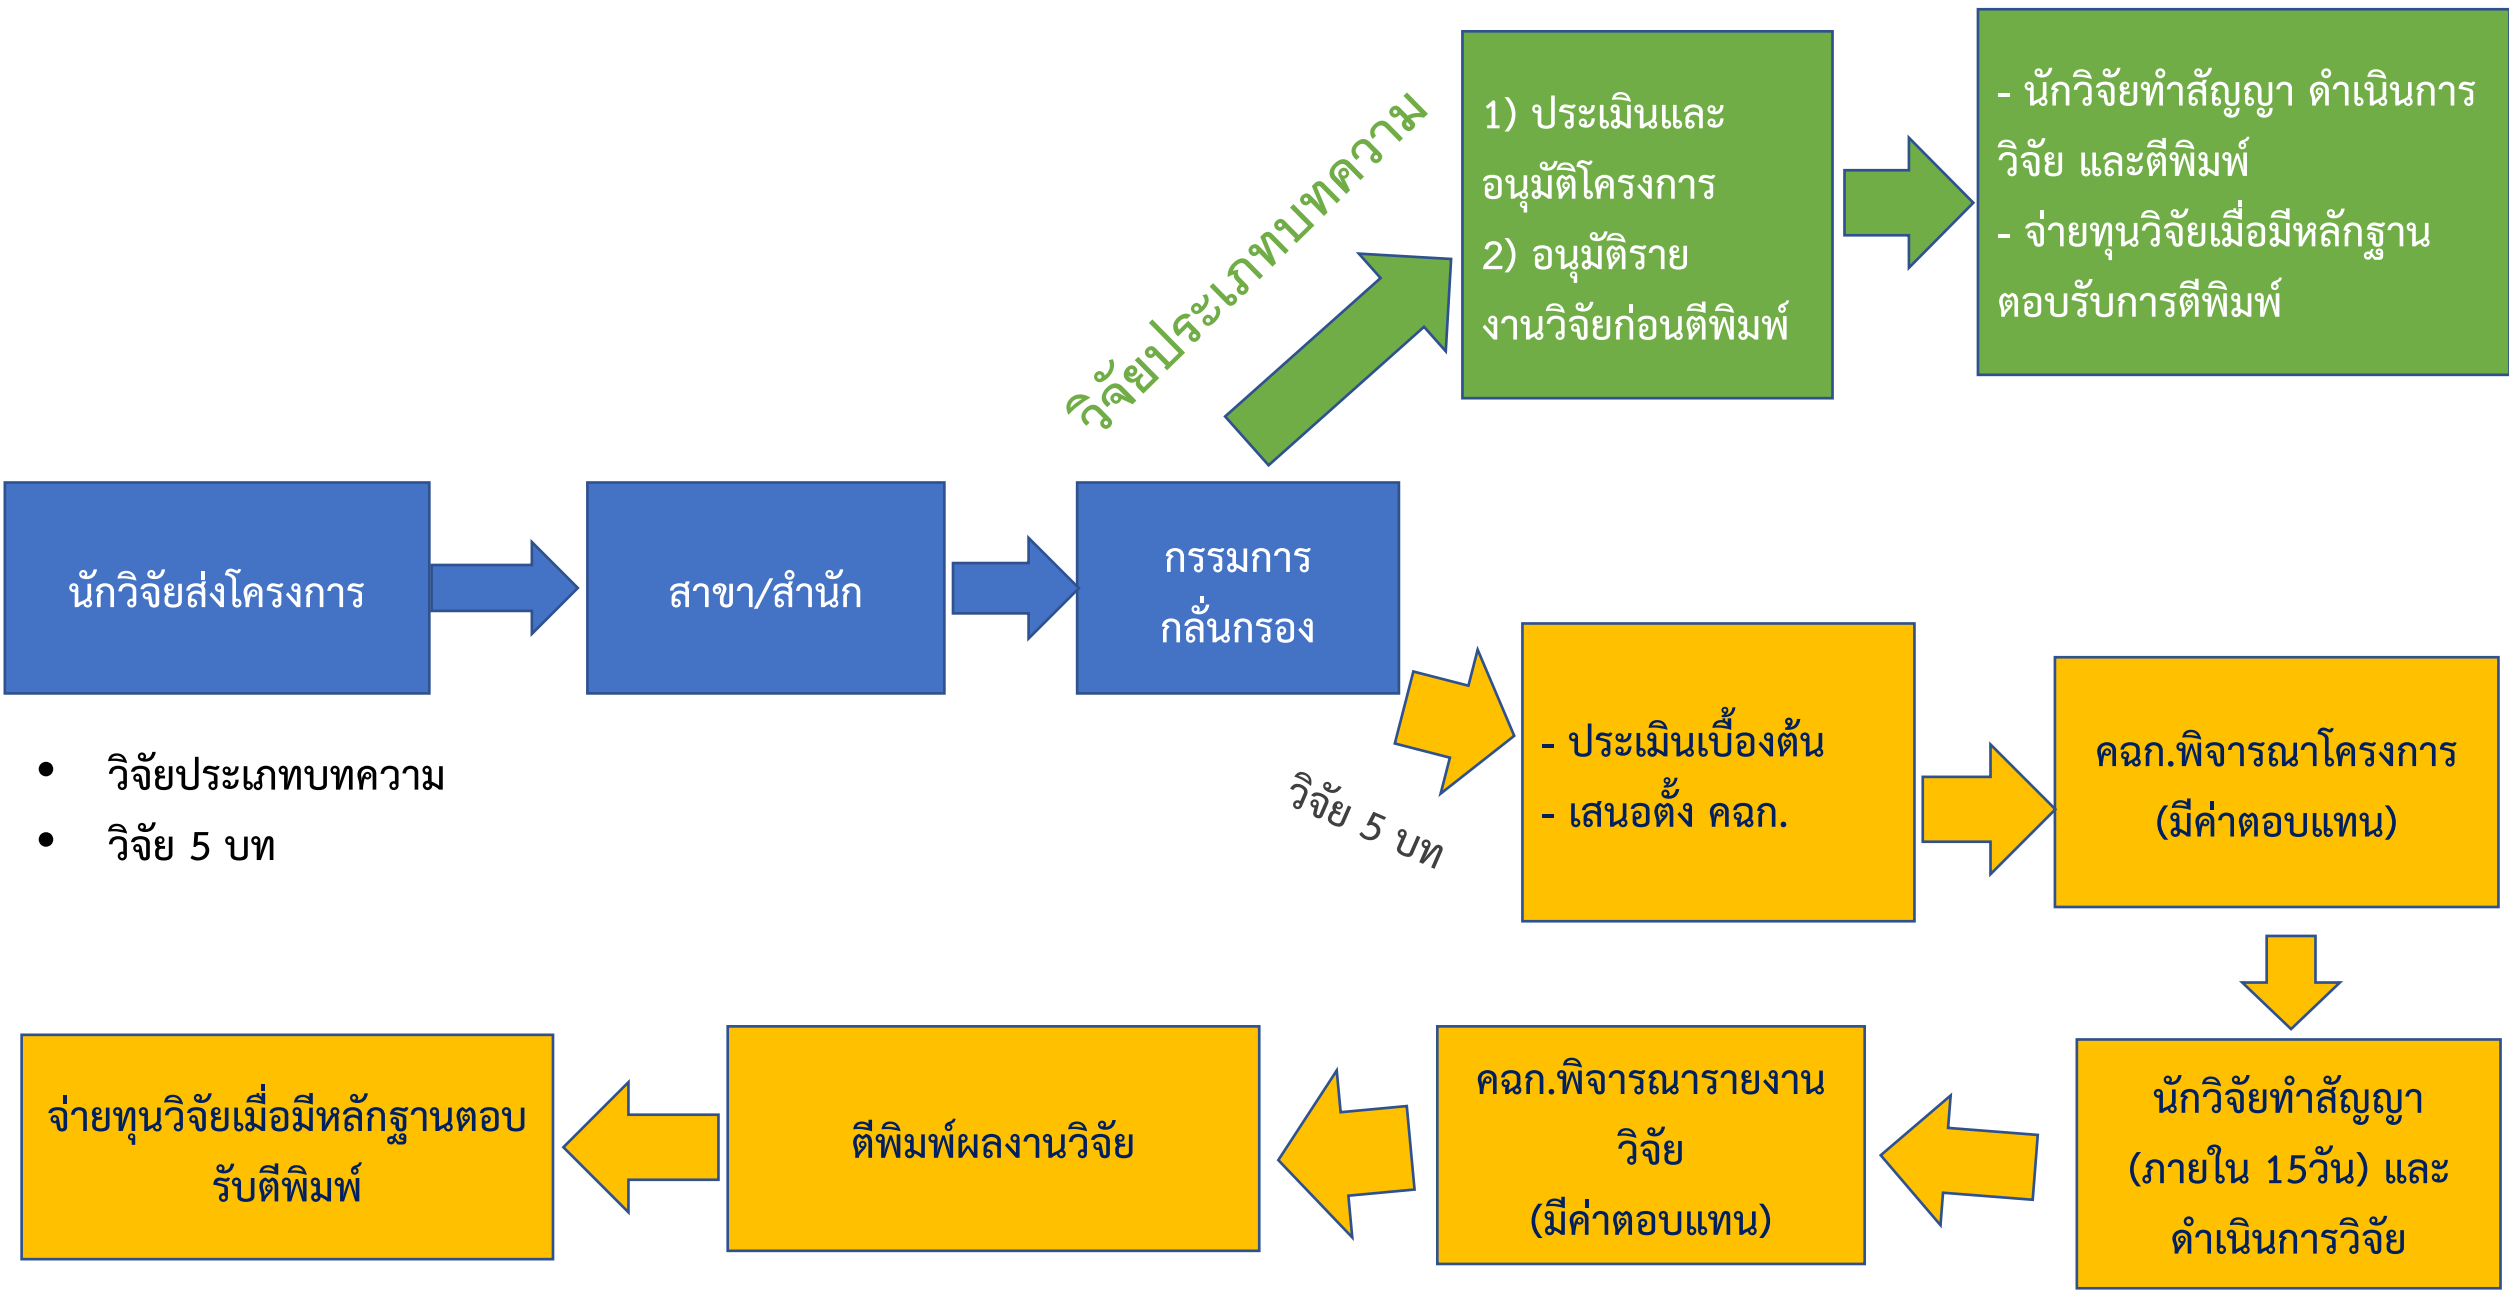 วิจัยประเภทบทความ
1) ประเมินและ
อนุมัติโครงการ
2) อนุมัติราย
งานวิจัยก่อนตีพิมพ์
- นักวิจัยทำสัญญา ดำเนินการ
วิจัย และตีพิมพ์
- จ่ายทุนวิจัยเมื่อมีหลักฐาน
ตอบรับการตีพิมพ์
นักวิจัยส่งโครงการ
สาขา/สำนัก
กรรมการ
กลั่นกรอง
• วิจัยประเภทบทความ
• วิจัย 5 บท
วิจัย 5 บท
- ประเมินเบื้องต้น
- เสนอตั้ง คฉก.
คฉก.พิจารณาโครงการ
(มีค่าตอบแทน)
นักวิจัยทำสัญญา
(ภายใน 15วัน) และ
ดำเนินการวิจัย
คฉก.พิจารณารายงาน
วิจัย
(มีค่าตอบแทน)
ตีพิมพ์ผลงานวิจัย
จ่ายทุนวิจัยเมื่อมีหลักฐานตอบ
รับตีพิมพ์